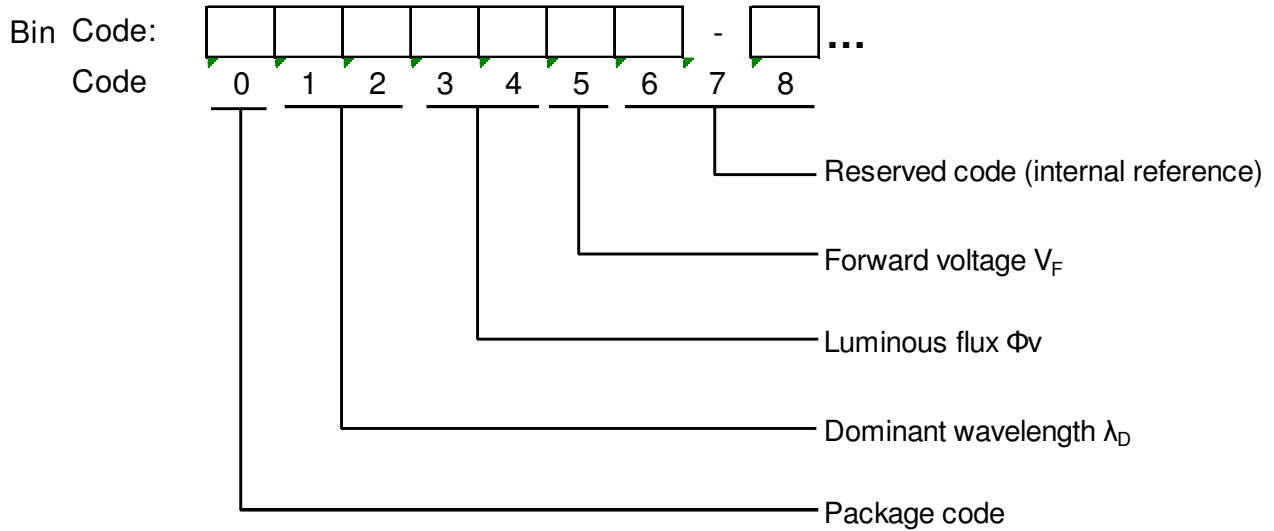 Bin Code: - ...
Code 0 1 2 3 4 5 6 7 8
Reserved code (internal reference)
Forward voltage VF
Luminous flux Φv
Dominant wavelength λD
Package code